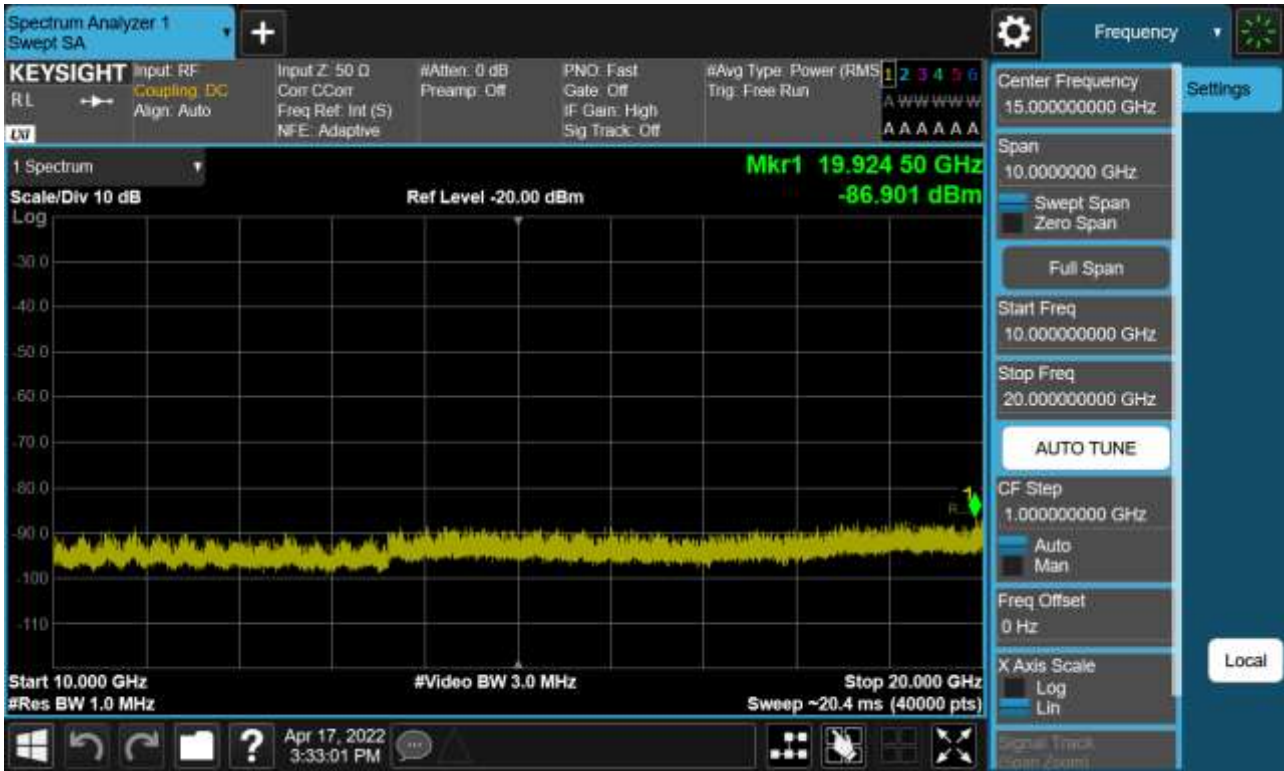 Spectrum Analyzer 1
Swept SA
+
Frequency
KEYSIGHT
RL
LXI
Input: RF
Coupling: DC
Align: Auto
Input Z: 50 Ω
Corr CCorr
Freq Ref: Int (S)
NFE: Adaptive
#Atten: 0 dB
Preamp: Off
PNO: Fast
Gate: Off
IF Gain: High
Sig Track: Off
#Avg Type: Power (RMS
Trig: Free Run
1 2 3 4 5 6
A W W W W W
A A A A A A
1 Spectrum
Scale/Div 10 dB
Ref Level -20.00 dBm
Mkr1 19.924 50 GHz
-86.901 dBm
Log
-30.0
-40.0
-50.0
-60.0
-70.0
-80.0
-90.0
-100
-110
1
Start 10.000 GHz
#Res BW 1.0 MHz
#Video BW 3.0 MHz
Stop 20.000 GHz
Sweep ~20.4 ms (40000 pts)
Center Frequency
15.000000000 GHz
Settings
Span
10.0000000 GHz
Swept Span
Zero Span
Full Span
Start Freq
10.000000000 GHz
Stop Freq
20.000000000 GHz
AUTO TUNE
CF Step
1.000000000 GHz
Auto
Man
Freq Offset
0 Hz
X Axis Scale
Log
Lin
Signal Track
(Span Zoom)
Local
?
Apr 17, 2022
3:33:01 PM